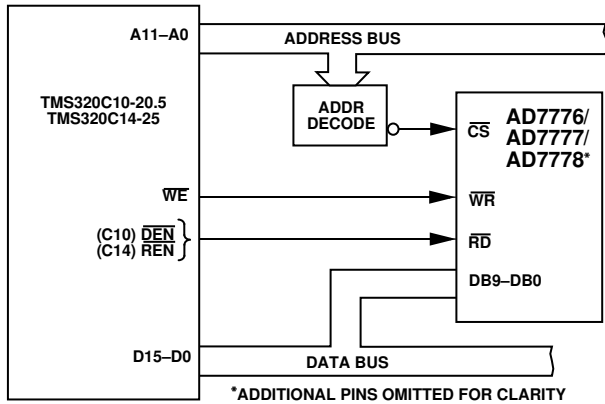 A11–A0
ADDRESS BUS
TMS320C10-20.5
TMS320C14-25
ADDR
DECODE
CS
AD7776/
AD7777/
AD7778*
WE
WR
(C10) DEN
(C14) REN
RD
DB9–DB0
D15–D0
DATA BUS
*ADDITIONAL PINS OMITTED FOR CLARITY